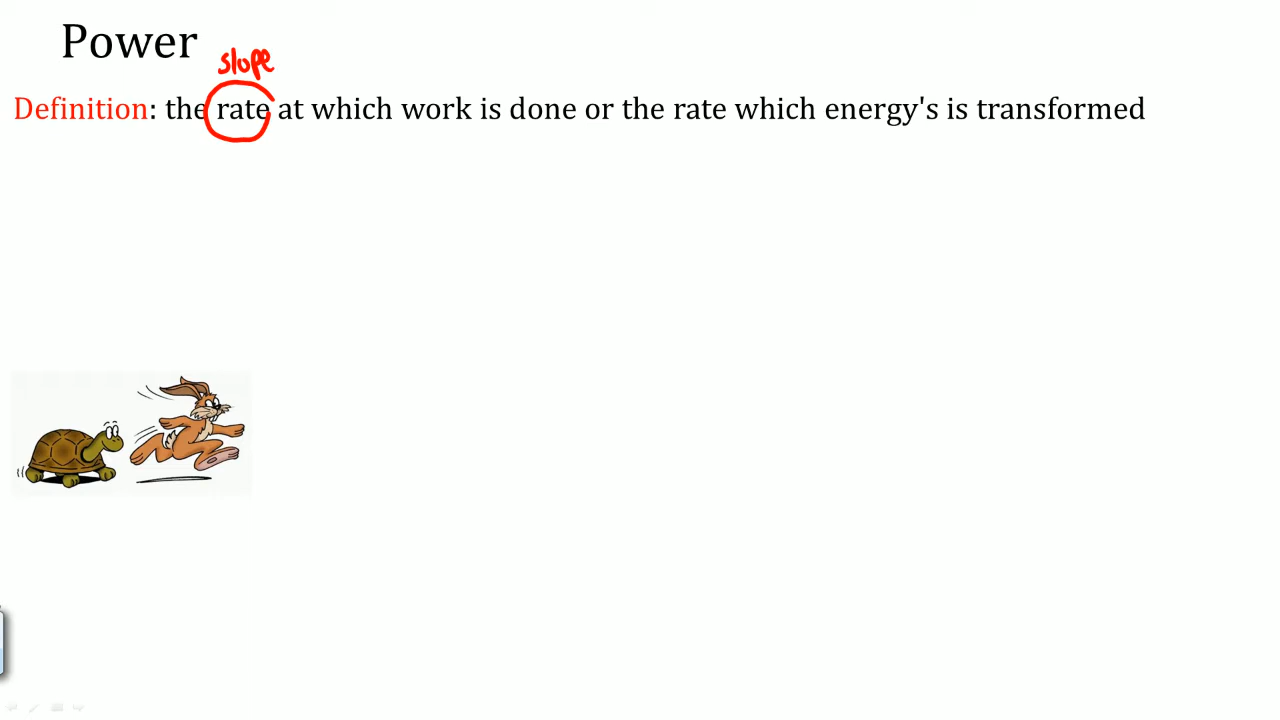 Power
slope
Definition: the rate at which work is done or the rate which energy's is transformed